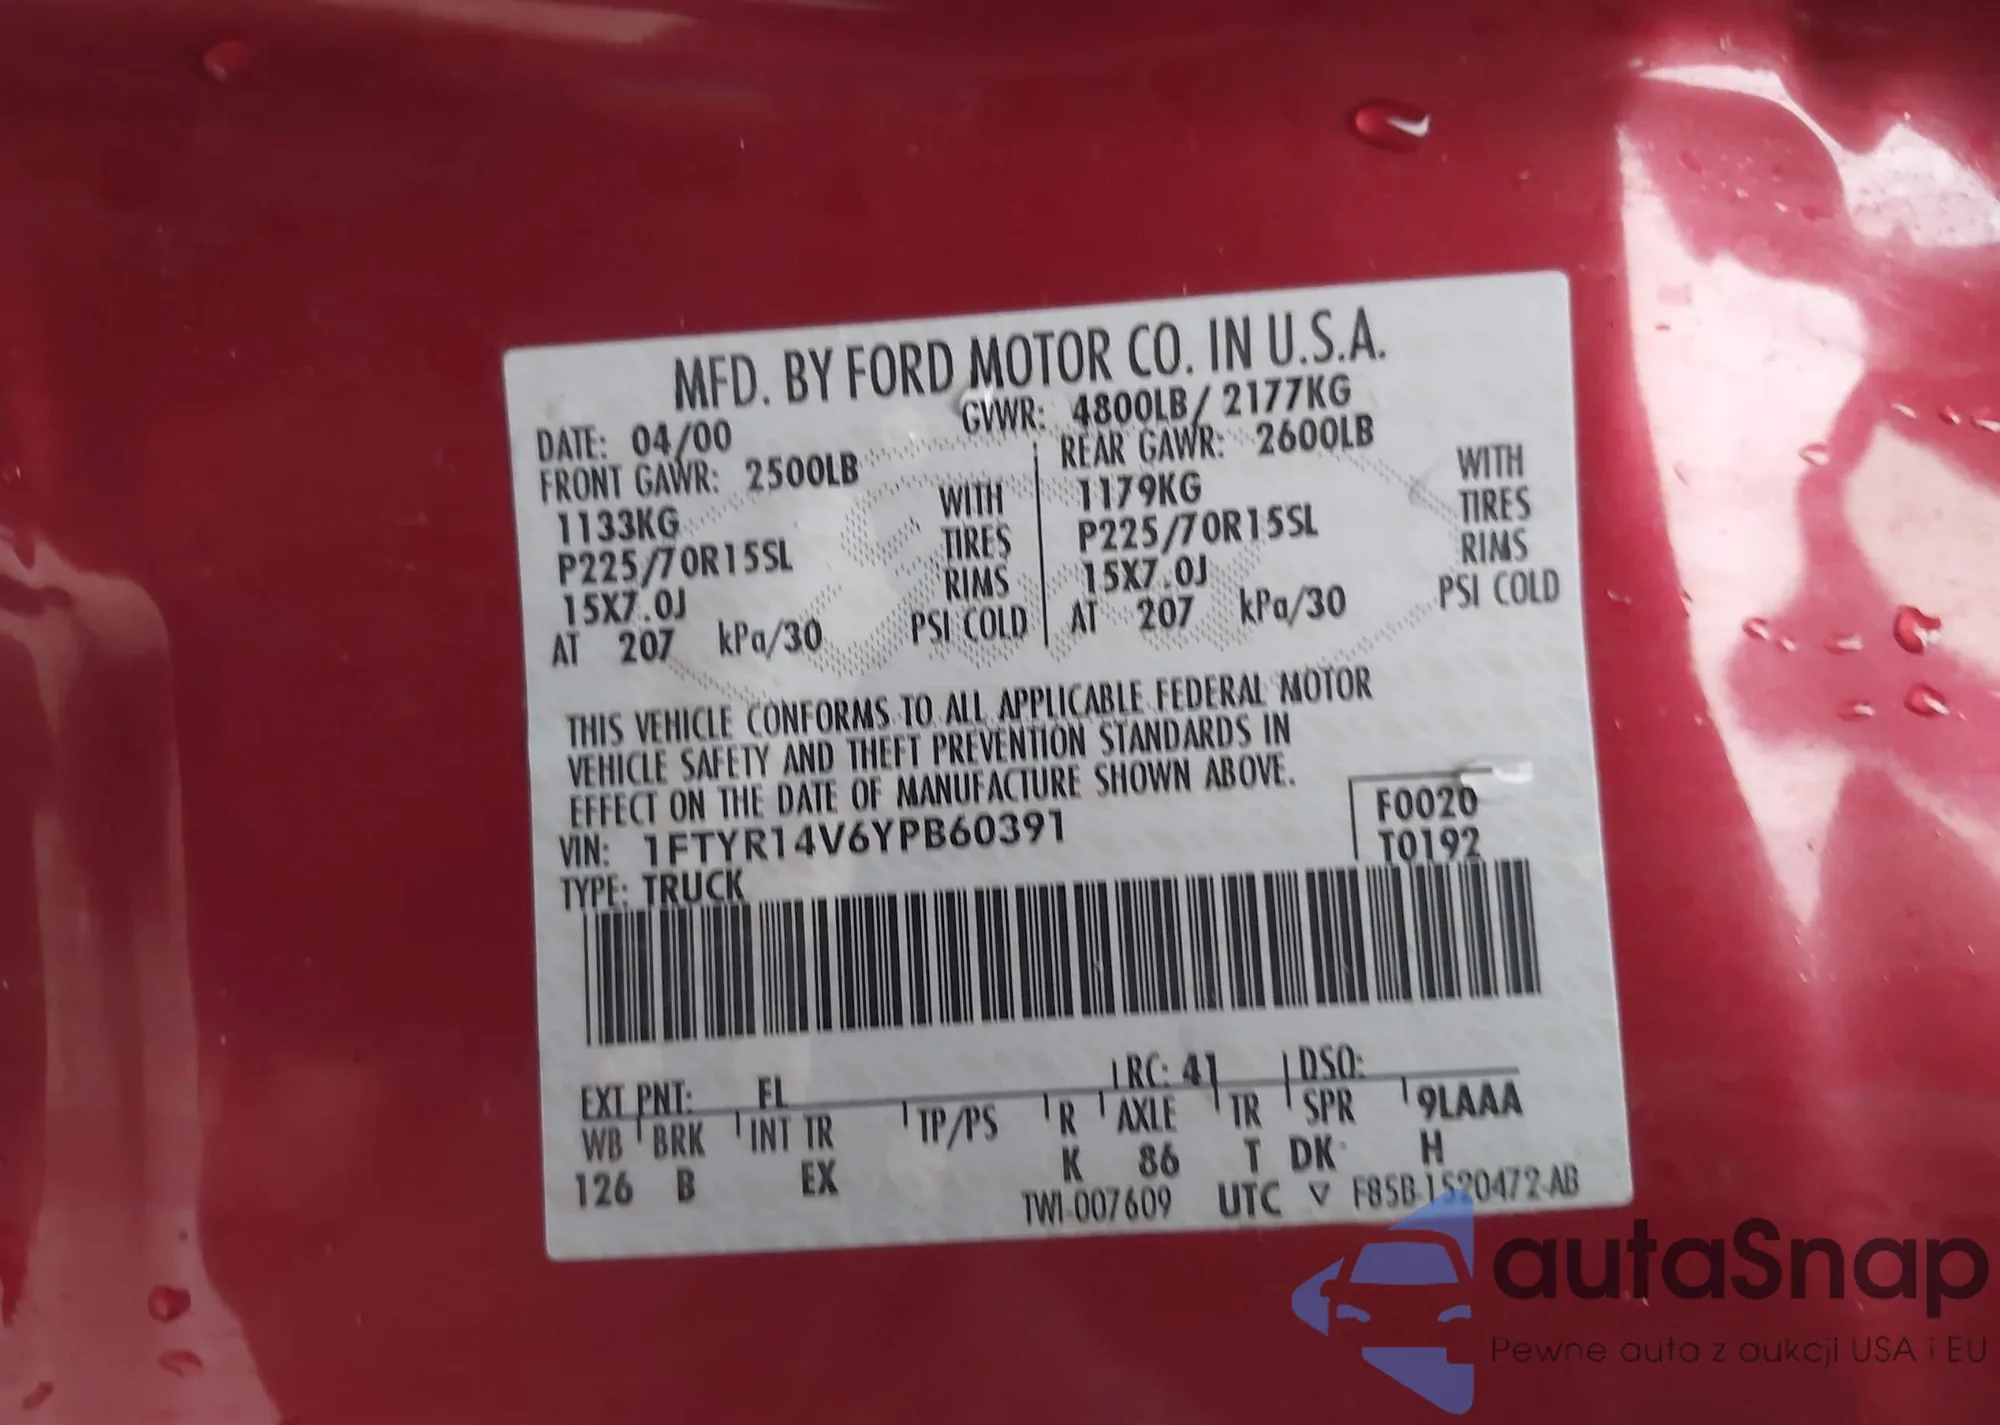 MFD. BY FORD MOTOR CO. IN U.S.A.
DATE: 04/00 GVWR: 4800LB/ 2177KG
FRONT GAWR: 2500LB REAR GAWR: 2600LB
1133KG WITH 1179KG WITH
P225/70R15SL TIRES P225/70R15SL TIRES
15X7.0J RIMS 15X7.0J RIMS
AT 207 kPa/30 PSI COLD AT 207 kPa/30 PSI COLD
THIS VEHICLE CONFORMS TO ALL APPLICABLE FEDERAL MOTOR
VEHICLE SAFETY AND THEFT PREVENTION STANDARDS IN
EFFECT ON THE DATE OF MANUFACTURE SHOWN ABOVE.
VIN: 1FTYR14V6YPB60391 F0020
TYPE: TRUCK T0192
EXT PNT: FL RC: 41 DSO:
WB BRK INT TR TP/PS R AXLE TR SPR 9LAAA
126 B EX K 86 T DK H
TWI-007609 UTC ▽ F85B-1520472-AB
autaSnap
Pewne auta z aukcji USA i EU